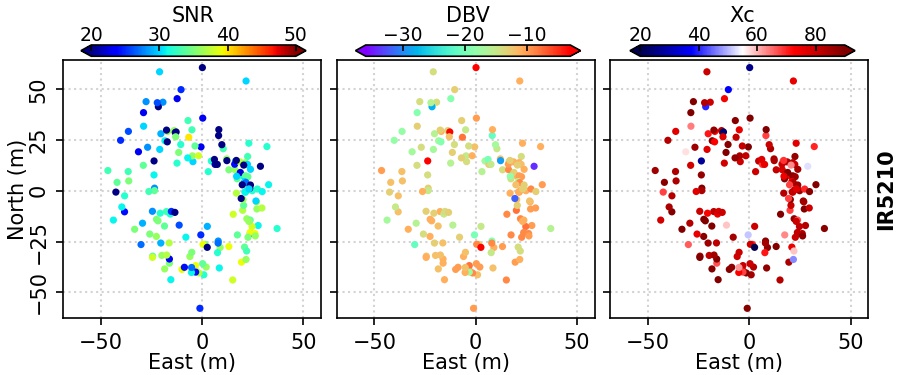 SNR DBV Xc
20 30 40 50 −30 −20 −10 20 40 60 80
50
25
0
−25
−50
North (m)
−50 0 50 −50 0 50 −50 0 50
East (m) East (m) East (m)
IR5210